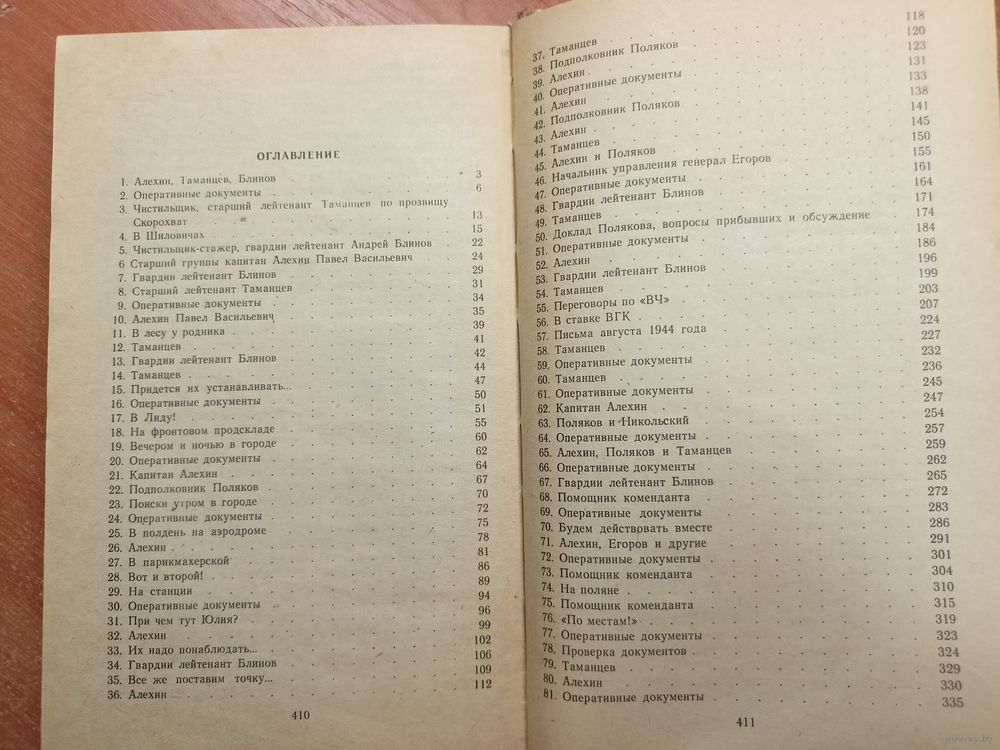 ОГЛАВЛЕНИЕ
1. Алехин, Таманцев, Блинов 3
2. Оперативные документы 6
3. Чистильщик, старший лейтенант Таманцев по прозвищу
Скорохват 13
4. В Шиловичах 15
5. Чистильщик-стажер, гвардии лейтенант Андрей Блинов 22
6 Старший группы капитан Алехин Павел Васильевич 24
7. Гвардии лейтенант Блинов 29
8. Старший лейтенант Таманцев 31
9. Оперативные документы 34
10. Алехин Павел Васильевич 35
11. В лесу у родника 39
12. Таманцев 41
13. Гвардии лейтенант Блинов 42
14. Таманцев 44
15. Придется их устанавливать... 47
16. Оперативные документы 50
17. В Лиду! 51
18. На фронтовом продскладе 55
19. Вечером и ночью в городе 60
20. Оперативные документы 62
21. Капитан Алехин 64
22. Подполковник Поляков 67
23. Поиски утром в городе 70
24. Оперативные документы 72
25. В полдень на аэродроме 75
26. Алехин 78
27. В парикмахерской 81
28. Вот и второй! 86
29. На станции 89
30. Оперативные документы 94
31. При чем тут Юлия? 96
32. Алехин 99
33. Их надо понаблюдать... 102
34. Гвардии лейтенант Блинов 106
35. Все же поставим точку... 109
36. Алехин 112
410
37. Таманцев 118
38. Подполковник Поляков 120
39. Алехин 123
40. Оперативные документы 131
41. Алехин 133
42. Подполковник Поляков 138
43. Алехин 141
44. Таманцев 145
45. Алехин и Поляков 150
46. Начальник управления генерал Егоров 155
47. Оперативные документы 161
48. Гвардии лейтенант Блинов 164
49. Таманцев 171
50. Доклад Полякова, вопросы прибывших и обсуждение 174
51. Оперативные документы 184
52. Алехин 186
53. Гвардии лейтенант Блинов 196
54. Таманцев 199
55. Переговоры по «ВЧ» 203
56. В ставке ВГК 207
57. Письма августа 1944 года 224
58. Таманцев 227
59. Оперативные документы 232
60. Таманцев 236
61. Оперативные документы 245
62. Капитан Алехин 247
63. Поляков и Никольский 254
64. Оперативные документы 257
65. Алехин, Поляков и Таманцев 259
66. Оперативные документы 262
67. Гвардии лейтенант Блинов 265
68. Помощник коменданта 272
69. Оперативные документы 283
70. Будем действовать вместе 286
71. Алехин, Егоров и другие 291
72. Оперативные документы 301
73. Помощник коменданта 304
74. На поляне 310
75. Помощник коменданта 315
76. «По местам!» 319
77. Оперативные документы 323
78. Проверка документов 324
79. Таманцев 329
80. Алехин 330
81. Оперативные документы 335
411
www.ay.by